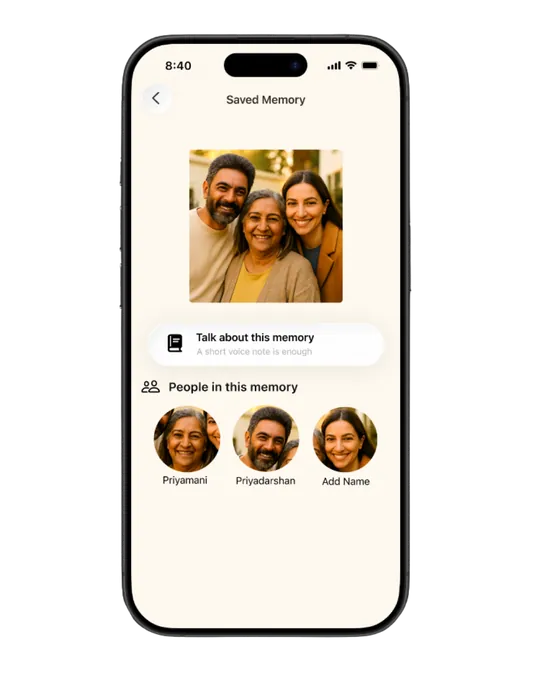 8:40
Saved Memory
Talk about this memory
A short voice note is enough
People in this memory
Priyamani
Priyadarshan
Add Name